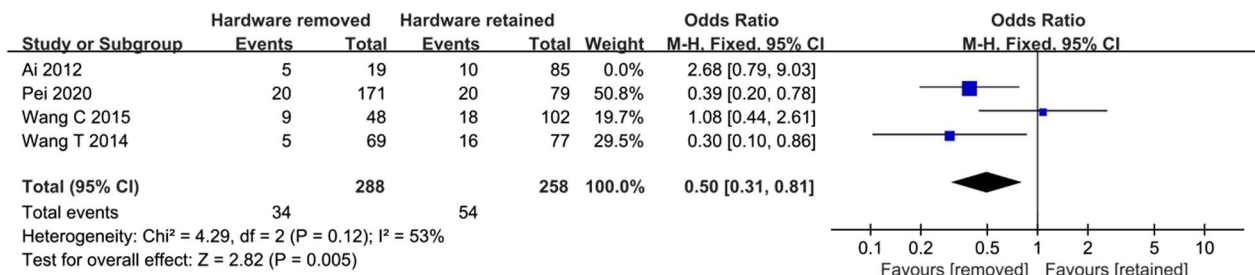 Hardware removed Hardware retained Odds Ratio Odds Ratio
Study or Subgroup Events Total Events Total Weight M-H, Fixed, 95% CI M-H, Fixed, 95% CI
Ai 2012 5 19 10 85 0.0% 2.68 [0.79, 9.03]
Pei 2020 20 171 20 79 50.8% 0.39 [0.20, 0.78]
Wang C 2015 9 48 18 102 19.7% 1.08 [0.44, 2.61]
Wang T 2014 5 69 16 77 29.5% 0.30 [0.10, 0.86]
Total (95% CI) 288 258 100.0% 0.50 [0.31, 0.81]
Total events 34 54
Heterogeneity: Chi² = 4.29, df = 2 (P = 0.12); I² = 53%
Test for overall effect: Z = 2.82 (P = 0.005)
0.1 0.2 0.5 1 2 5 10
Favours [removed] Favours [retained]